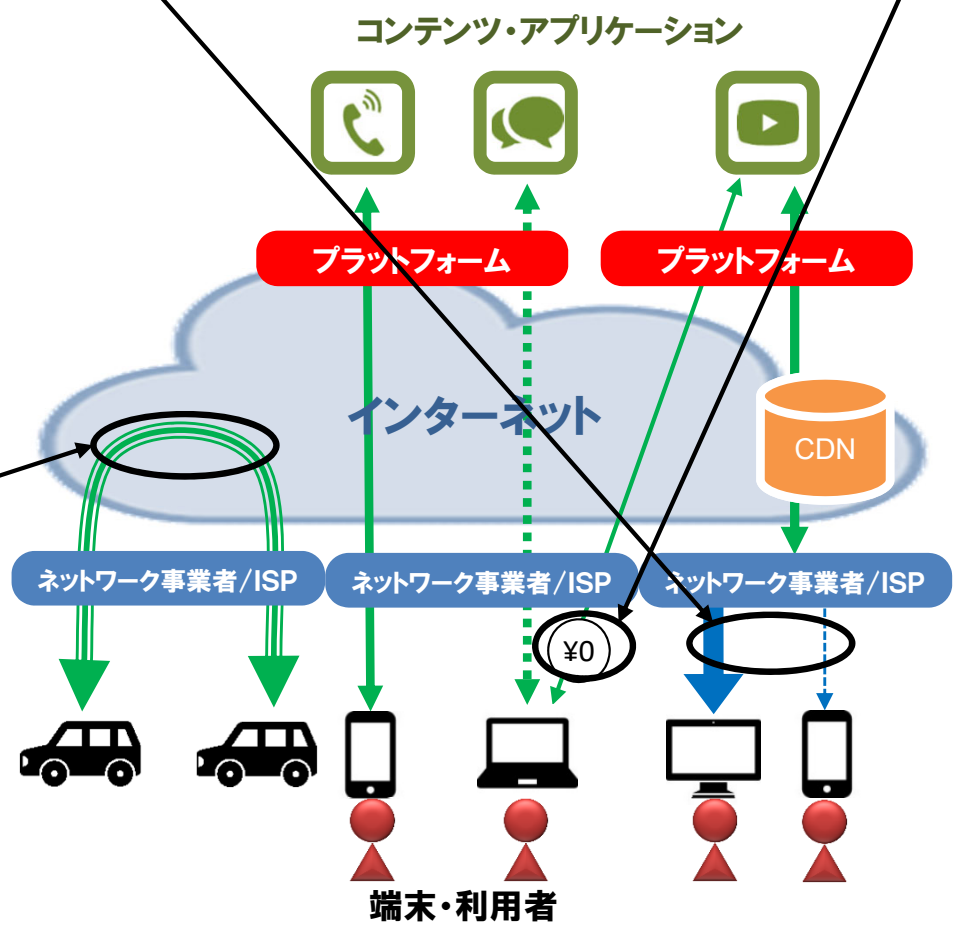 コンテンツ・アプリケーション
プラットフォーム
プラットフォーム
インターネット
CDN
ネットワーク事業者/ISP
ネットワーク事業者/ISP
ネットワーク事業者/ISP
¥0
端末・利用者